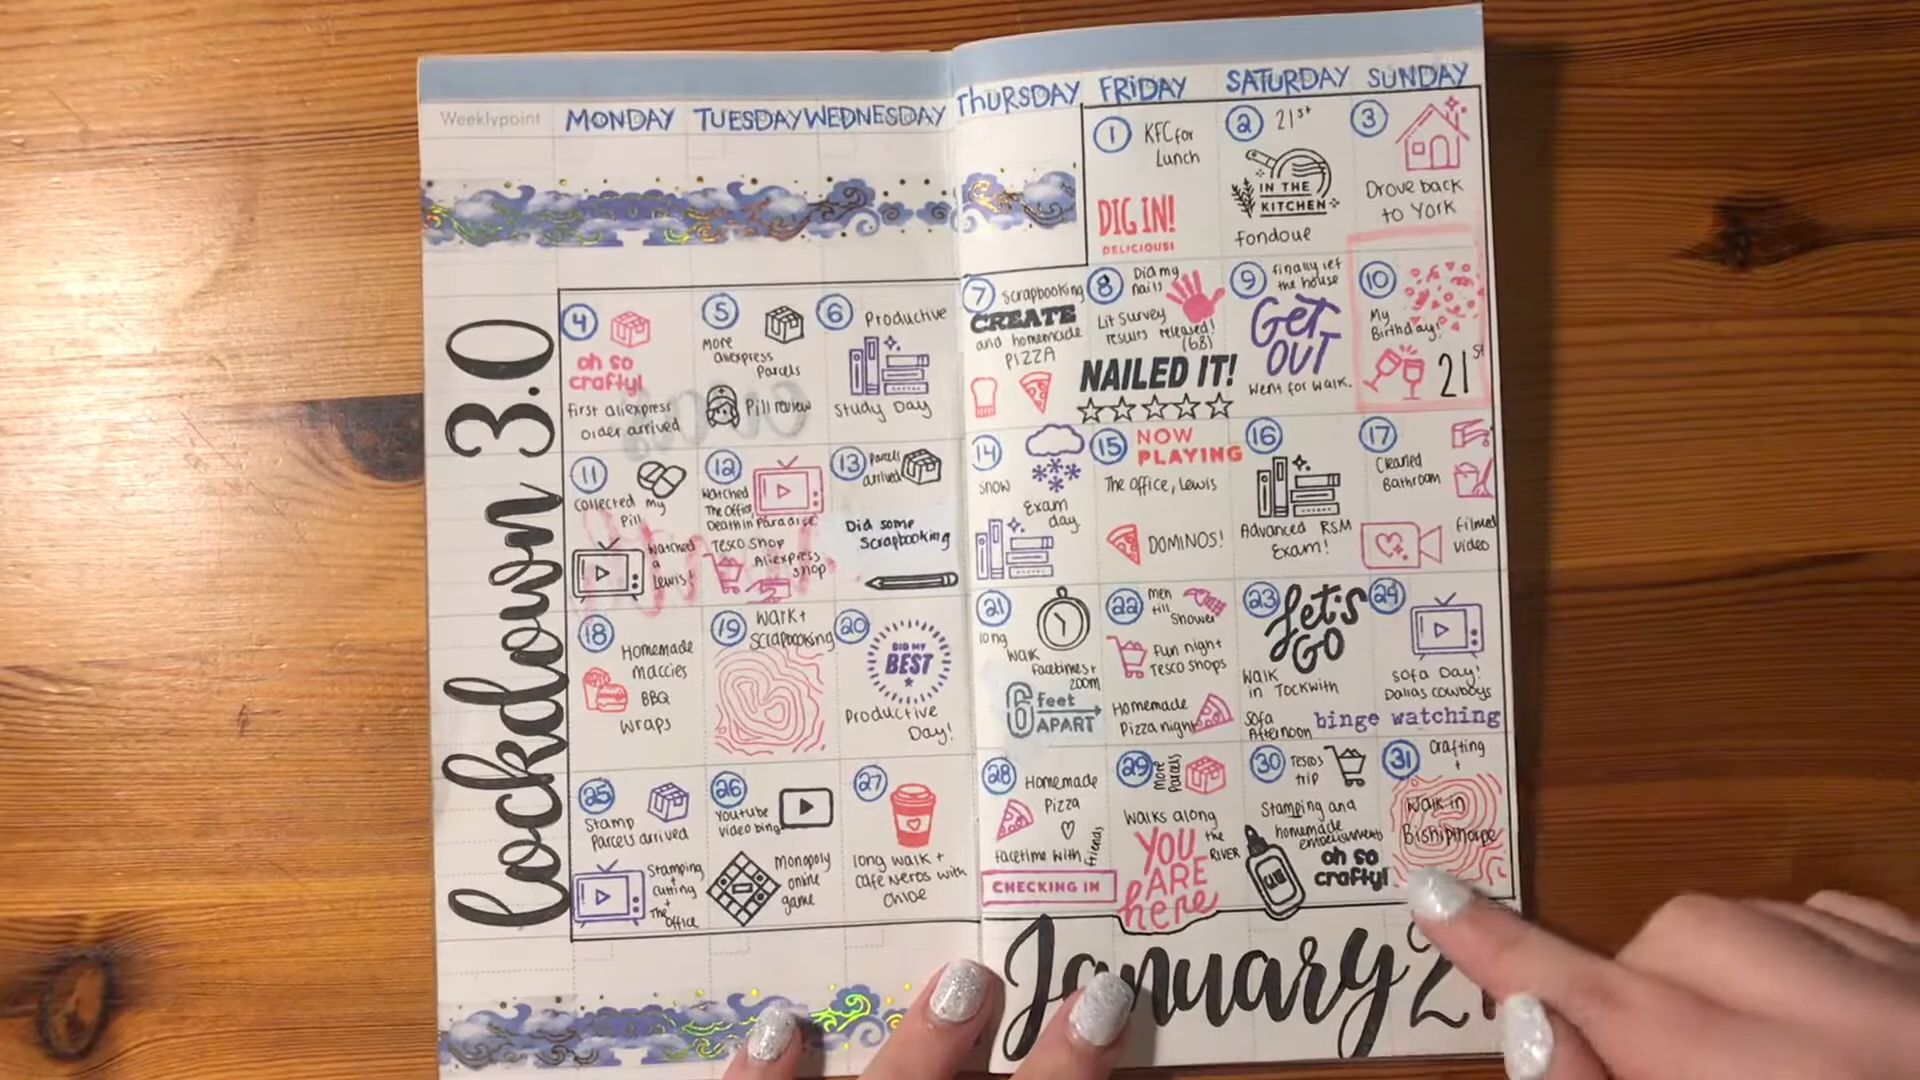 Weeklypoint
MONDAY
TUESDAY
WEDNESDAY
THURSDAY
FRIDAY
SATURDAY
SUNDAY
lockdown 3.0
1
KFC for
Lunch
DIG IN!
DELICIOUS!
2
21st
IN THE
KITCHEN
Fondoue
3
Drove back
to York
4
oh so
crafty!
First aliexpress
order arrived
5
More
aliexpress
Parcels
Pill review
6
Productive
Study Day
7
Scrapbooking
CREATE
and homemade
PIZZA
8
Did my
nails
Lit Survey
results released!
(68)
NAILED IT!
9
finally let
the house
GET
OUT
Went for walk.
10
My
Birthday!
21st
11
Collected my
Pill
Watched
a
Lewis!
12
Watched
The Office,
Death in Paradise
Tesco Shop
Aliexpress
shop
13
Parcels
arrived
Did some
Scrapbooking
14
Snow
Exam
day
15
NOW
PLAYING
The Office, Lewis
DOMINOS!
16
Advanced RSM
Exam!
17
Cleaned
Bathroom
filmed
video
18
Homemade
Maccies
BBQ
Wraps
19
Walk +
Scrapbooking
20
DID MY
BEST
Productive
Day!
21
long
Walk
Facetimes +
zoom
6 feet
APART
22
Men
till
Shower
Fun night
Tesco shops
Homemade
Pizza night
23
Let's
GO
Walk
in Tockwith
Sofa
Afternoon
24
Sofa Day!
Dallas Cowboys
binge watching
25
Stamp
Parcels arrived
Stamping
+
cutting
+
The
Office
26
Youtube
video binge
Monopoly
online
game
27
long walk +
Cafe Neros with
Chloe
28
Homemade
Pizza
facetime with friends
CHECKING IN
29
More
Parcels
Walks along
the
RIVER
YOU
ARE
here
30
Tescos
trip
Stamping and
homemade
embelishments
GLUE
oh so
crafty!
31
Crafting
+
Walk in
Bishipthorpe
January 21